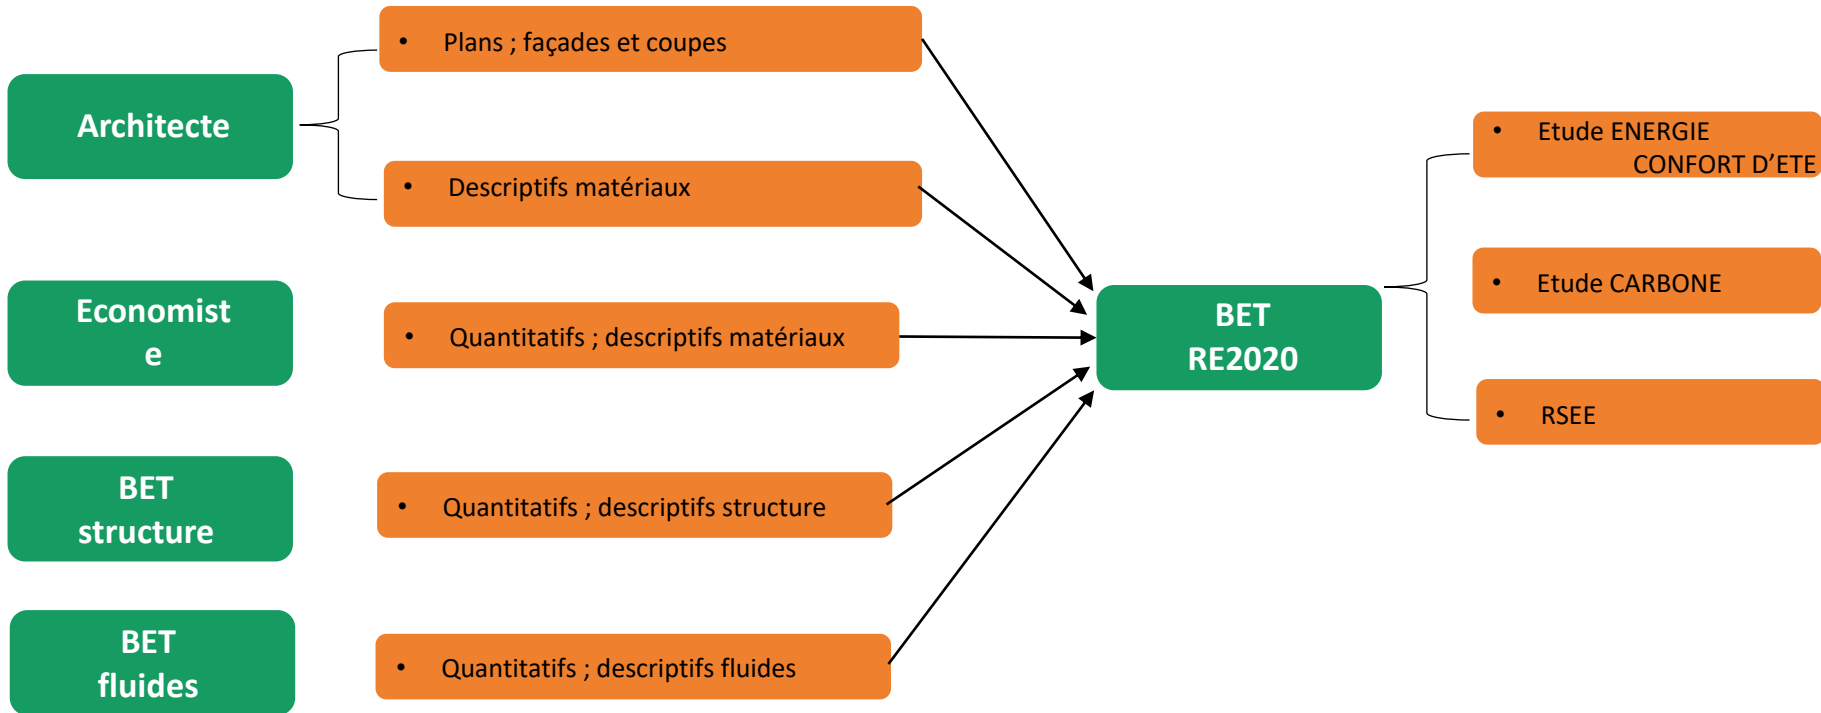 • Plans ; façades et coupes
Architecte
• Descriptifs matériaux
Economist
e
• Quantitatifs ; descriptifs matériaux
BET
structure
• Quantitatifs ; descriptifs structure
BET
fluides
• Quantitatifs ; descriptifs fluides
BET
RE2020
• Etude ENERGIE
CONFORT D’ETE
• Etude CARBONE
• RSEE